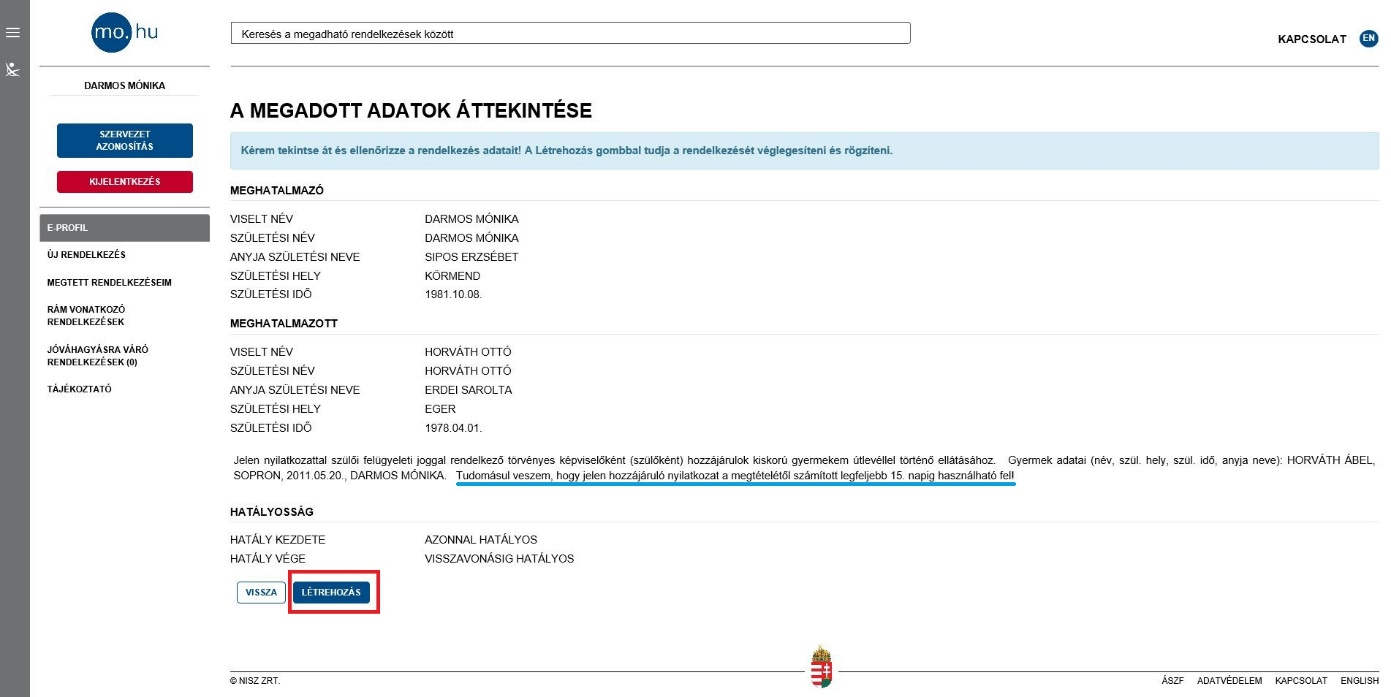 mo.hu
Keresés a megadható rendelkezések között
KAPCSOLAT EN
DARMOS MÓNIKA
SZERVEZET
AZONOSÍTÁS
KIJELENTKEZÉS
E-PROFIL
ÚJ RENDELKEZÉS
MEGTETT RENDELKEZÉSEIM
RÁM VONATKOZÓ
RENDELKEZÉSEK
JÓVÁHAGYÁSRA VÁRÓ
RENDELKEZÉSEK (0)
TÁJÉKOZTATÓ
A MEGADOTT ADATOK ÁTTEKINTÉSE
Kérem tekintse át és ellenőrizze a rendelkezés adatait! A Létrehozás gombbal tudja a rendelkezését véglegesíteni és rögzíteni.
MEGHATALMAZÓ
VISELT NÉV DARMOS MÓNIKA
SZÜLETÉSI NÉV DARMOS MÓNIKA
ANYJA SZÜLETÉSI NEVE SIPOS ERZSÉBET
SZÜLETÉSI HELY KÖRMEND
SZÜLETÉSI IDŐ 1981.10.08.
MEGHATALMAZOTT
VISELT NÉV HORVÁTH OTTÓ
SZÜLETÉSI NÉV HORVÁTH OTTÓ
ANYJA SZÜLETÉSI NEVE ERDEI SAROLTA
SZÜLETÉSI HELY EGER
SZÜLETÉSI IDŐ 1978.04.01.
Jelen nyilatkozattal szülői felügyeleti joggal rendelkező törvényes képviselőként (szülőként) hozzájárulok kiskorú gyermekem útlevéllel történő ellátásához. Gyermek adatai (név, szül. hely, szül. idő, anyja neve): HORVÁTH ÁBEL,
SOPRON, 2011.05.20., DARMOS MÓNIKA. Tudomásul veszem, hogy jelen hozzájáruló nyilatkozat a megtételétől számított legfeljebb 15. napig használható fel!
HATÁLYOSSÁG
HATÁLY KEZDETE AZONNAL HATÁLYOS
HATÁLY VÉGE VISSZAVONÁSIG HATÁLYOS
VISSZA LÉTREHOZÁS
© NISZ ZRT.
ÁSZF ADATVÉDELEM KAPCSOLAT ENGLISH